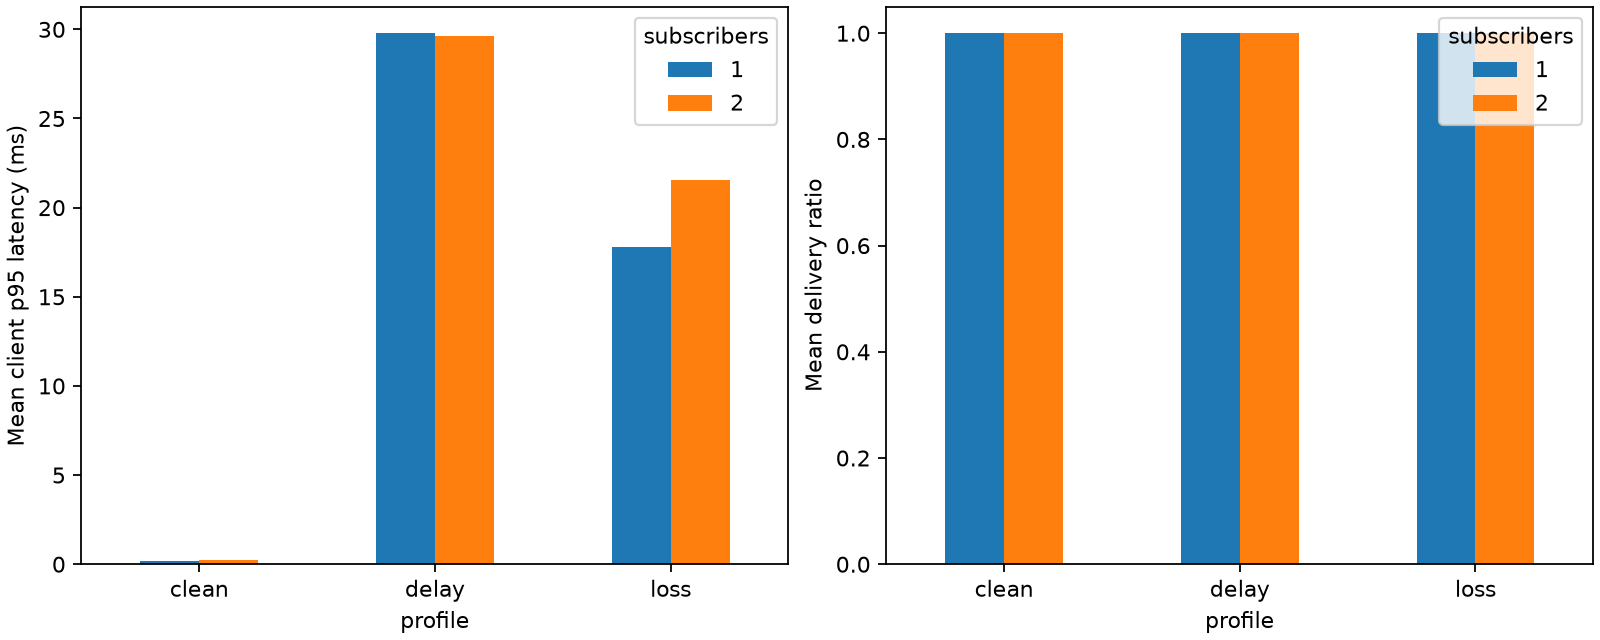 Mean client p95 latency (ms)
30
25
20
15
10
5
0
subscribers
1
2
clean
delay
loss
profile
Mean delivery ratio
1.0
0.8
0.6
0.4
0.2
0.0
subscribers
1
2
clean
delay
loss
profile